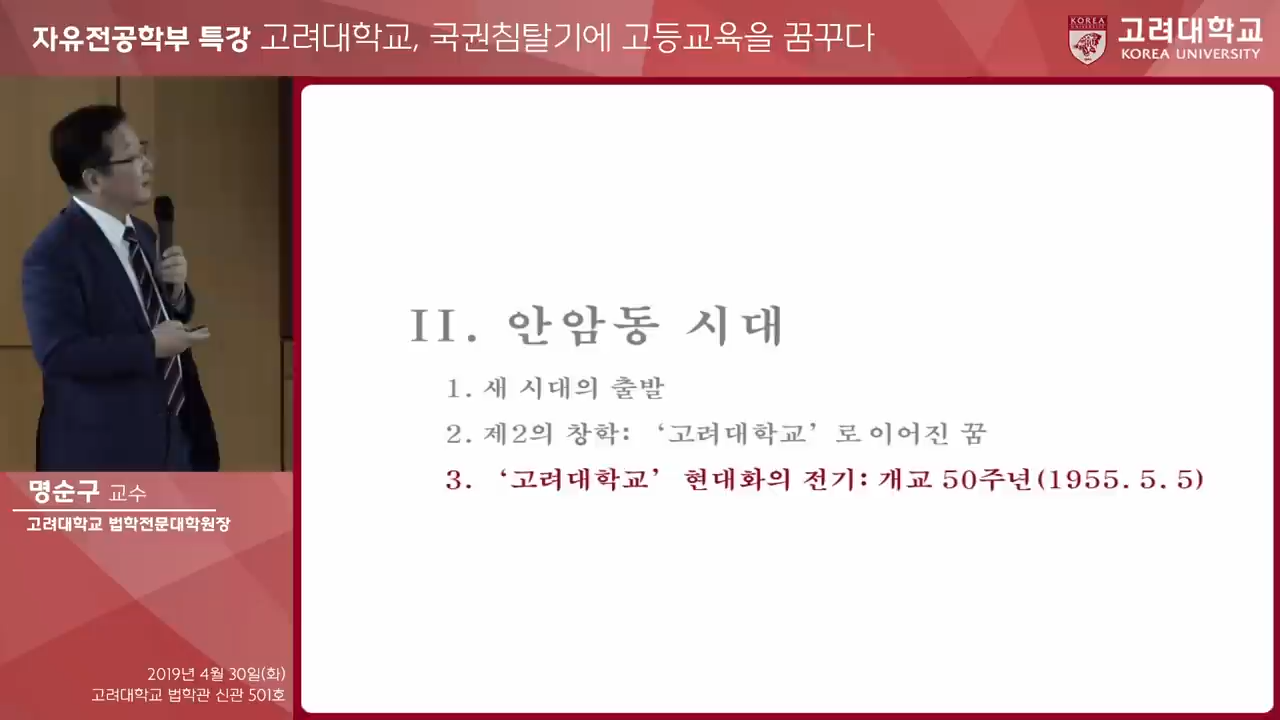 자유전공학부 특강 고려대학교, 국권침탈기에 고등교육을 꿈꾸다
KOREA
UNIVERSITY
고려대학교
KOREA UNIVERSITY
II. 안암동 시대
1. 새 시대의 출발
2. 제2의 창학: ‘고려대학교’로 이어진 꿈
3. ‘고려대학교’ 현대화의 전기: 개교 50주년(1955. 5. 5)
명순구 교수
고려대학교 법학전문대학원장
2019년 4월 30일(화)
고려대학교 법학관 신관 501호